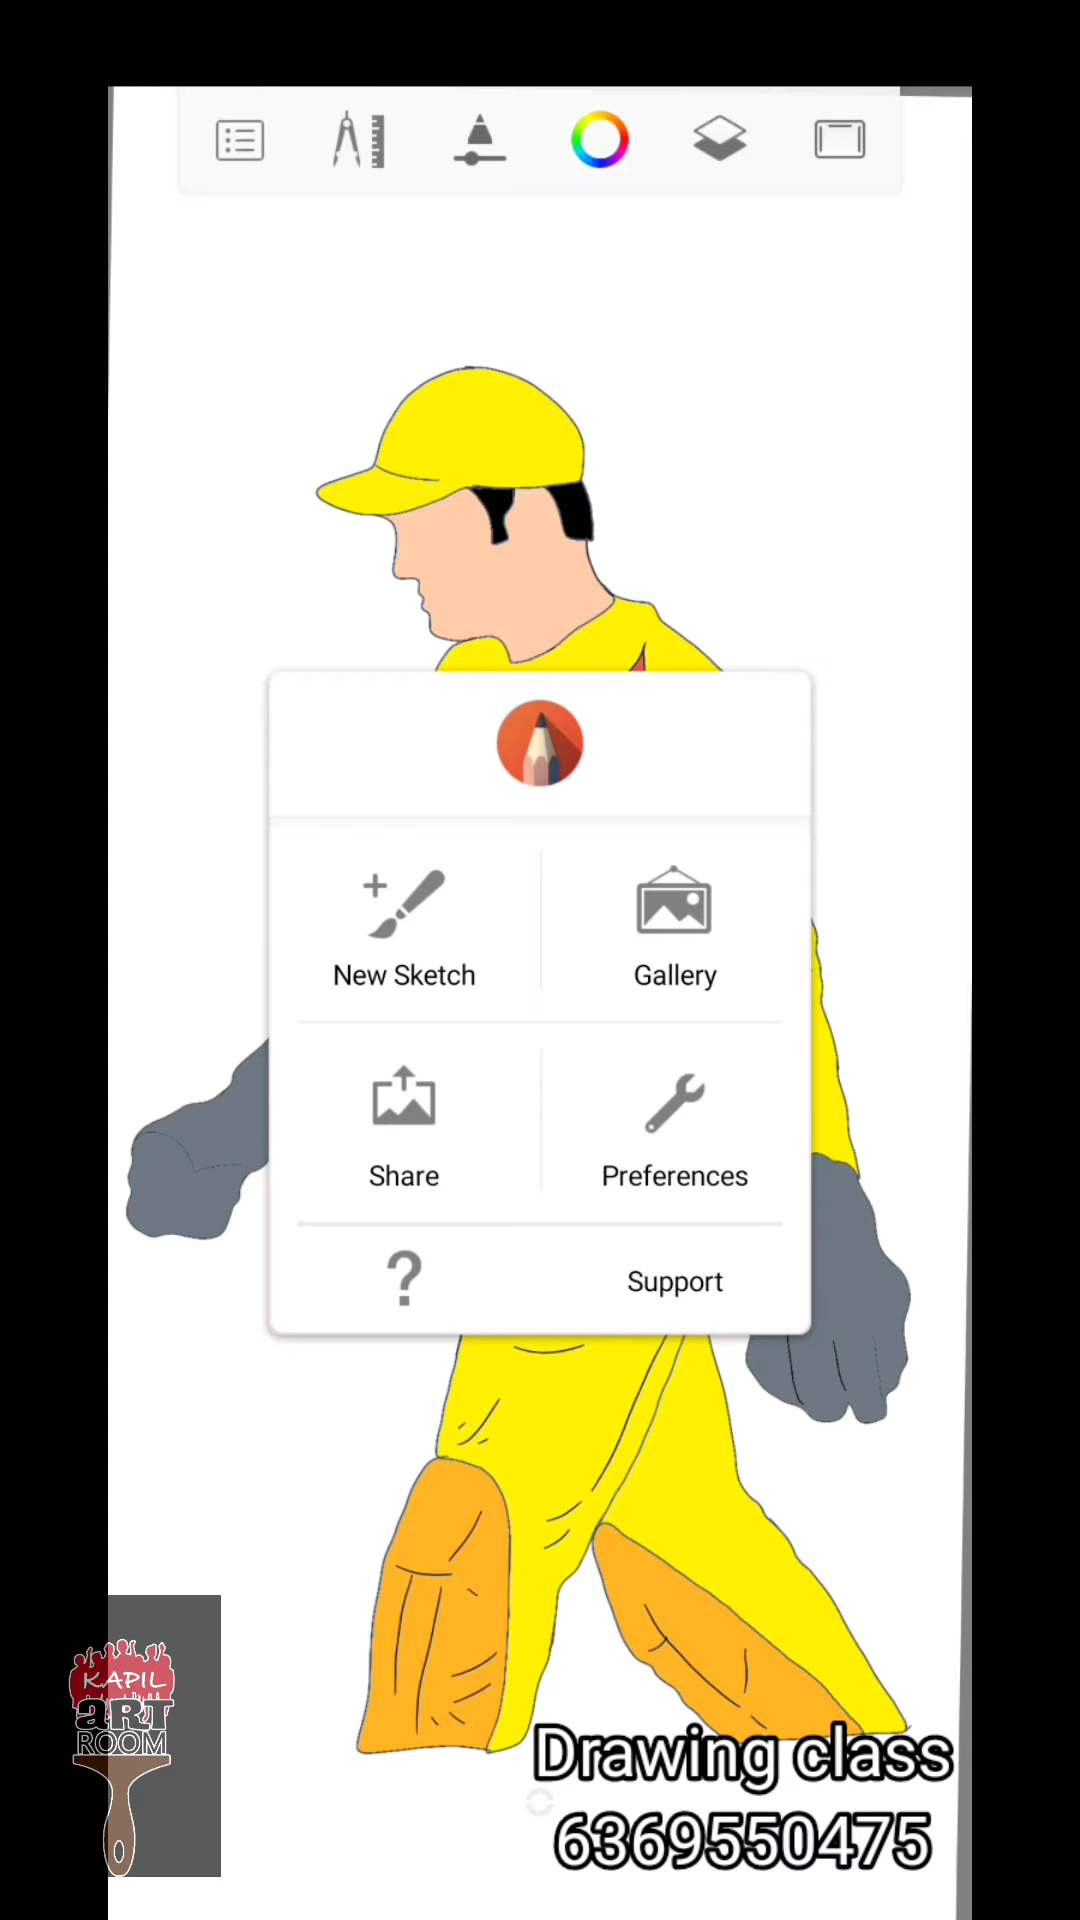 New Sketch
Gallery
Share
Preferences
?
Support
KAPIL
aRT
ROOM
Drawing class
6369550475